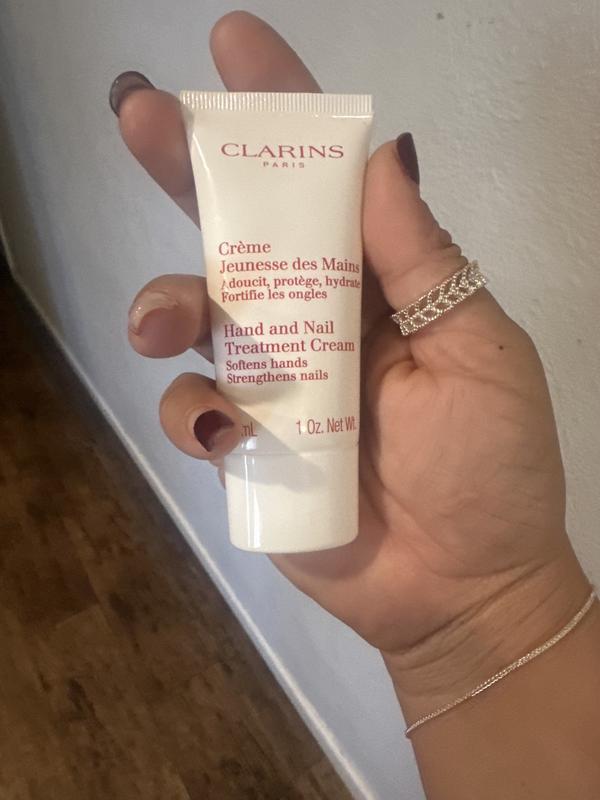 CLARINS
PARIS
Crème
Jeunesse des Mains
Adoucit, protège, hydrate
Fortifie les ongles
Hand and Nail
Treatment Cream
Softens hands
Strengthens nails
mL 1 Oz. Net Wt.